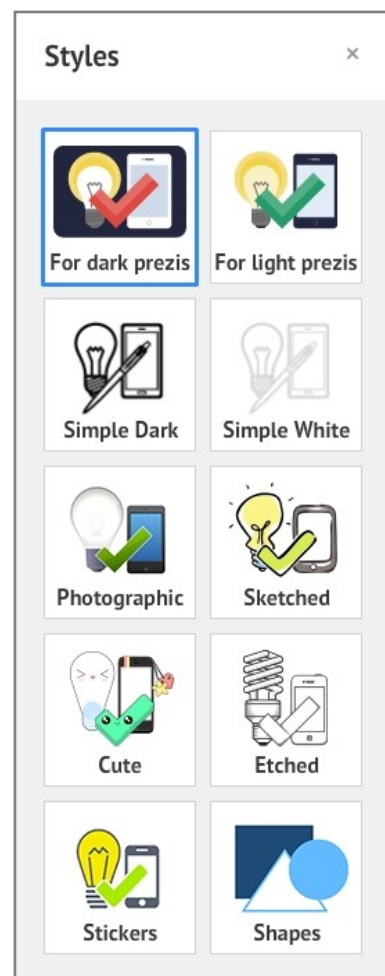 Styles ×
For dark prezis
For light prezis
Simple Dark
Simple White
Photographic
Sketched
Cute
Etched
Stickers
Shapes